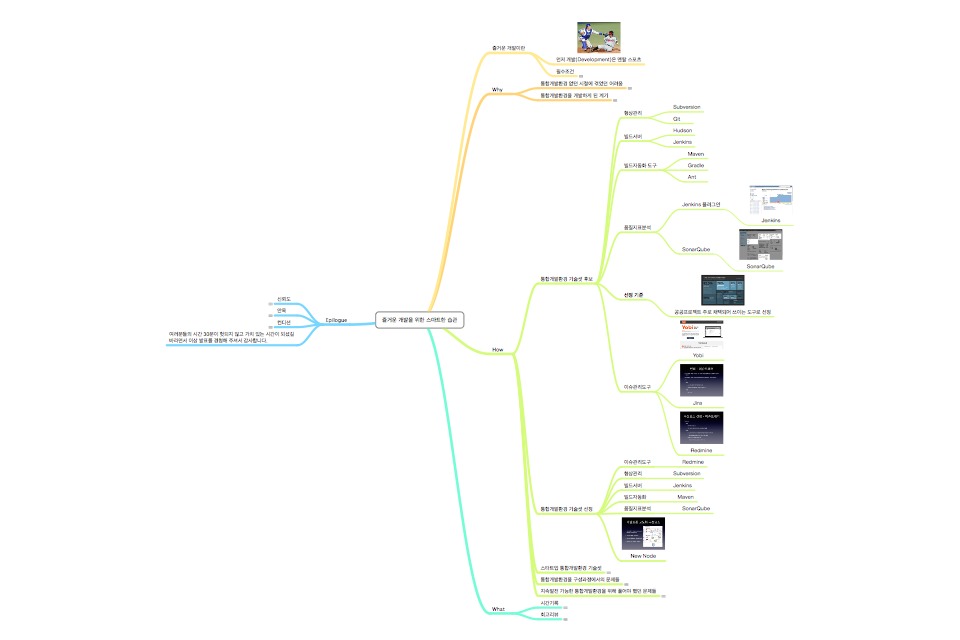 즐거운 개발을 위한 스마트한 습관
즐거운 개발이란
먼저 개발(Development)은 멘탈 스포츠
필수조건
Why
통합개발환경 없던 시절에 겪었던 어려움
통합개발환경을 개발하게 된 계기
How
통합개발환경 기술셋 후보
형상관리
Subversion
Git
빌드서버
Hudson
Jenkins
빌드자동화 도구
Maven
Gradle
Ant
품질지표분석
Jenkins 플러그인
Jenkins
SonarQube
SonarQube
선정 기준
공공프로젝트 주로 채택되어 쓰이는 도구로 선정
이슈관리도구
Yobi
Yobi
Jira
Redmine
통합개발환경 기술셋 선정
이슈관리도구
Redmine
형상관리
Subversion
빌드서버
Jenkins
빌드자동화
Maven
품질지표분석
SonarQube
New Node
스타트업 통합개발환경 기술셋
통합개발환경을 구성과정에서의 문제들
지속발전 가능한 통합개발환경을 위해 풀어야 했던 문제들
What
시간기록
회고리뷰
Epilogue
신뢰도
만족
컨디션
여러분들의 시간 30분이 헛되지 않고 가치 있는 시간이 되셨길
바라면서 이상 발표를 경청해 주셔서 감사합니다.